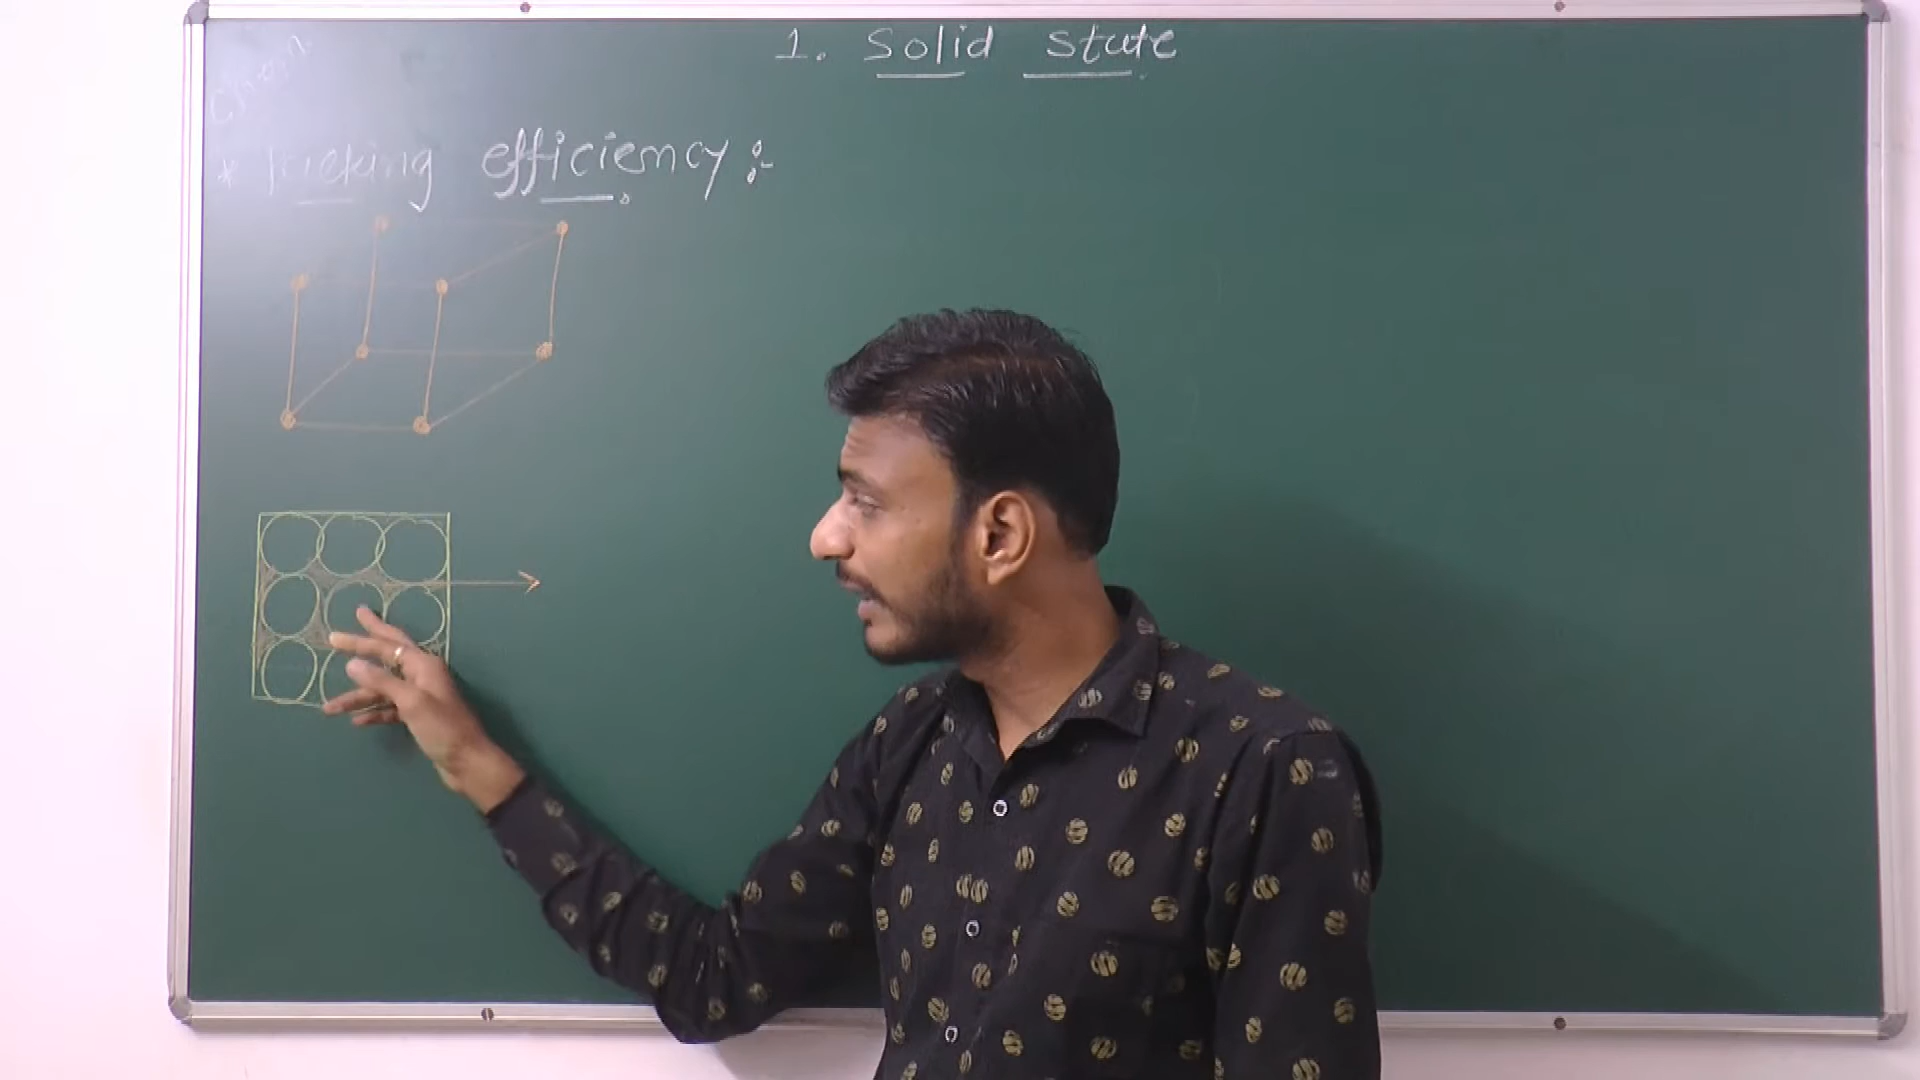 1. Solid state
* Packing efficiency :-